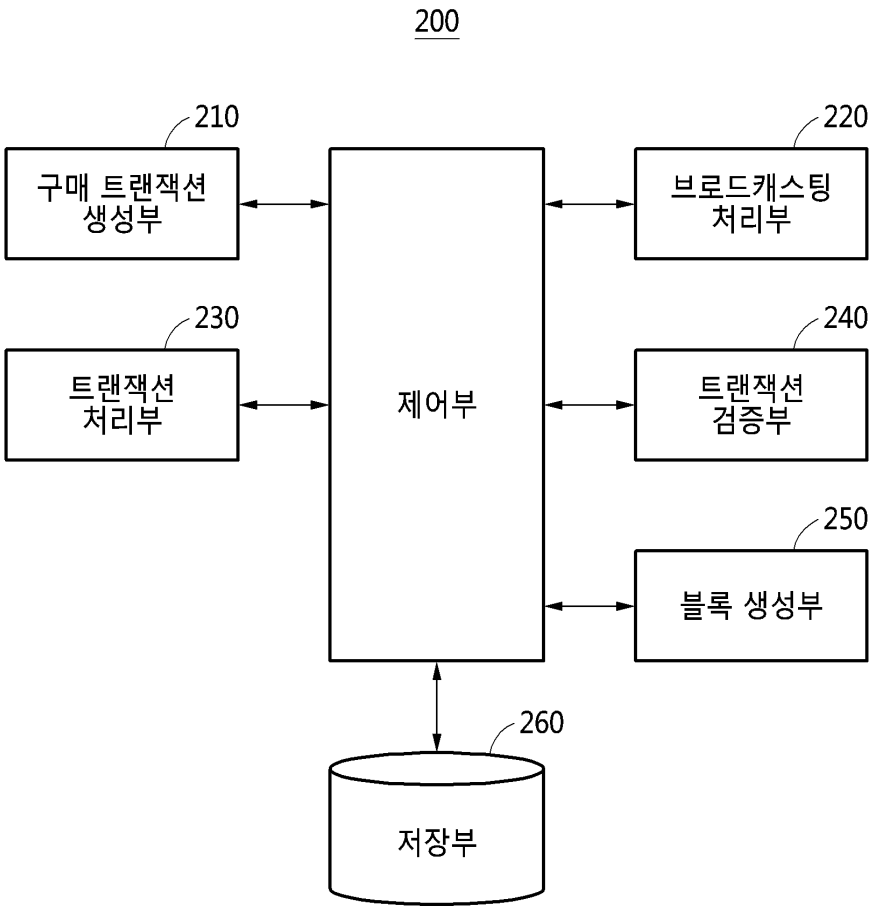 200
210
구매 트랜잭션
생성부
220
브로드캐스팅
처리부
230
트랜잭션
처리부
제어부
240
트랜잭션
검증부
250
블록 생성부
260
저장부